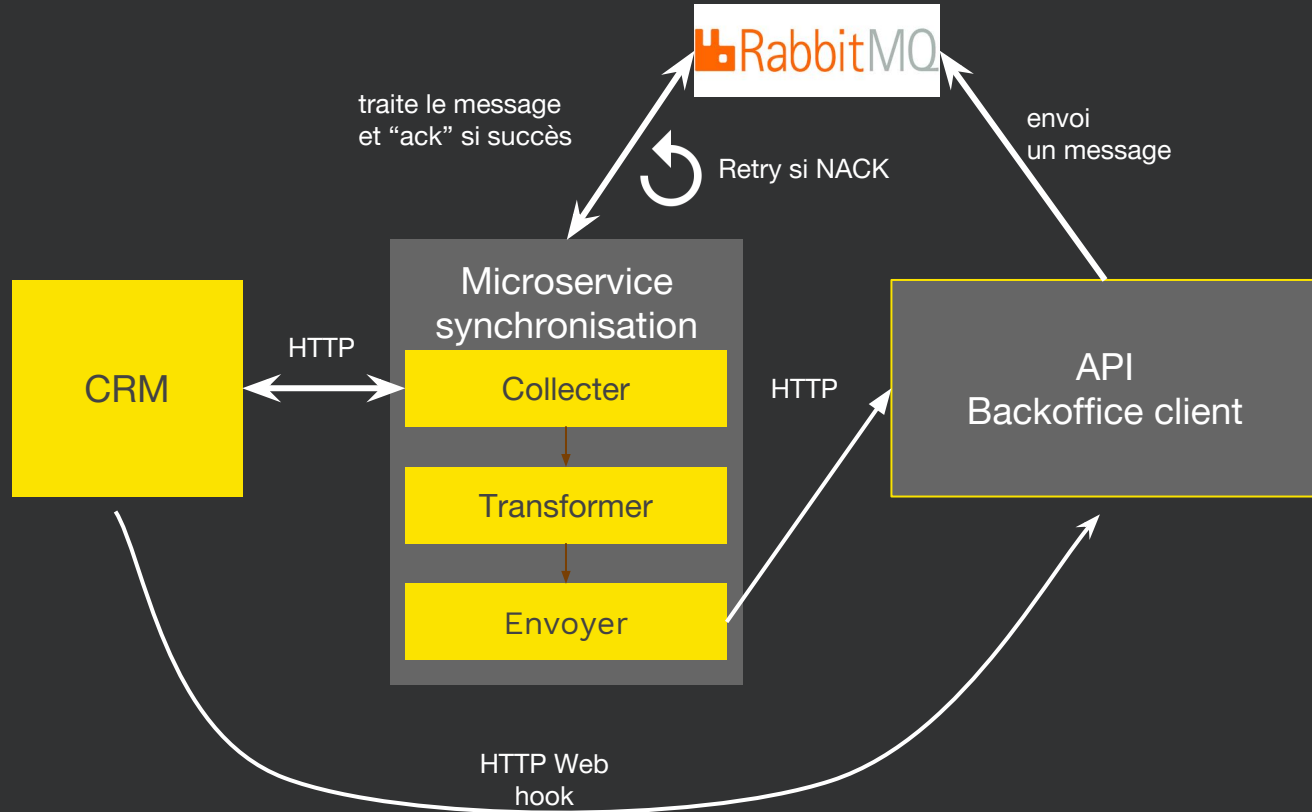 RabbitMQ
traite le message
et “ack” si succès
envoi
un message
Retry si NACK
Microservice
synchronisation
CRM
HTTP
Collecter
HTTP
API
Backoffice client
Transformer
Envoyer
HTTP Web
hook